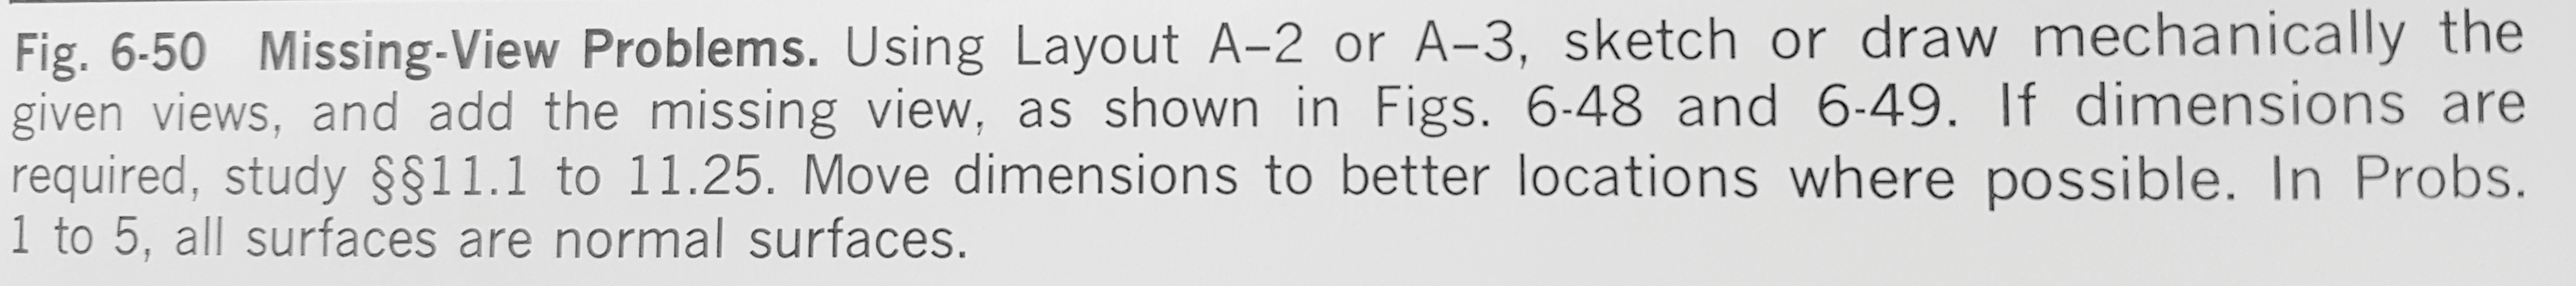 Fig. 6-50 Missing-View Problems. Using Layout A–2 or A–3, sketch or draw mechanically the
given views, and add the missing view, as shown in Figs. 6-48 and 6-49. If dimensions are
required, study §§11.1 to 11.25. Move dimensions to better locations where possible. In Probs.
1 to 5, all surfaces are normal surfaces.